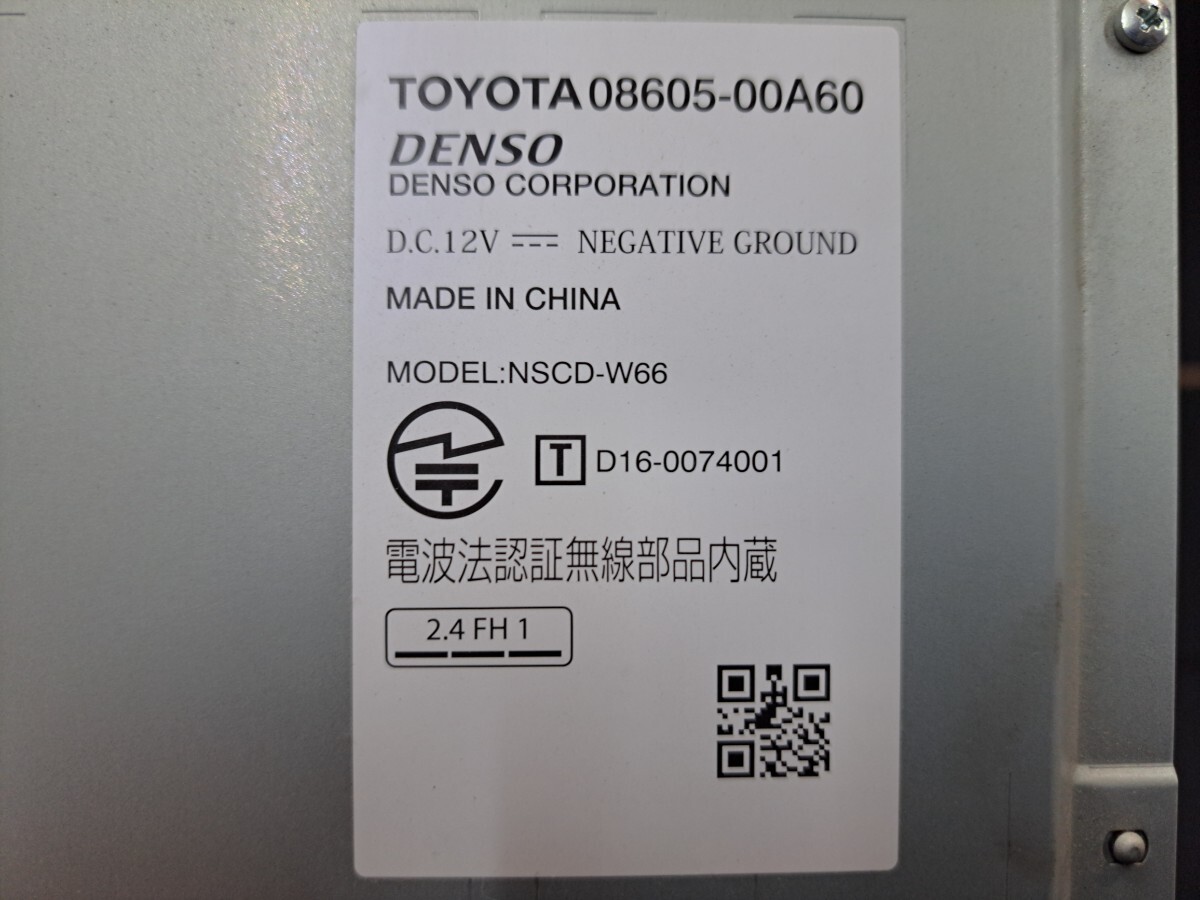 TOYOTA 08605-00A60
DENSO
DENSO CORPORATION
D.C.12V NEGATIVE GROUND
MADE IN CHINA
MODEL:NSCD-W66
T D16-0074001
電波法認証無線部品内蔵
2.4 FH 1